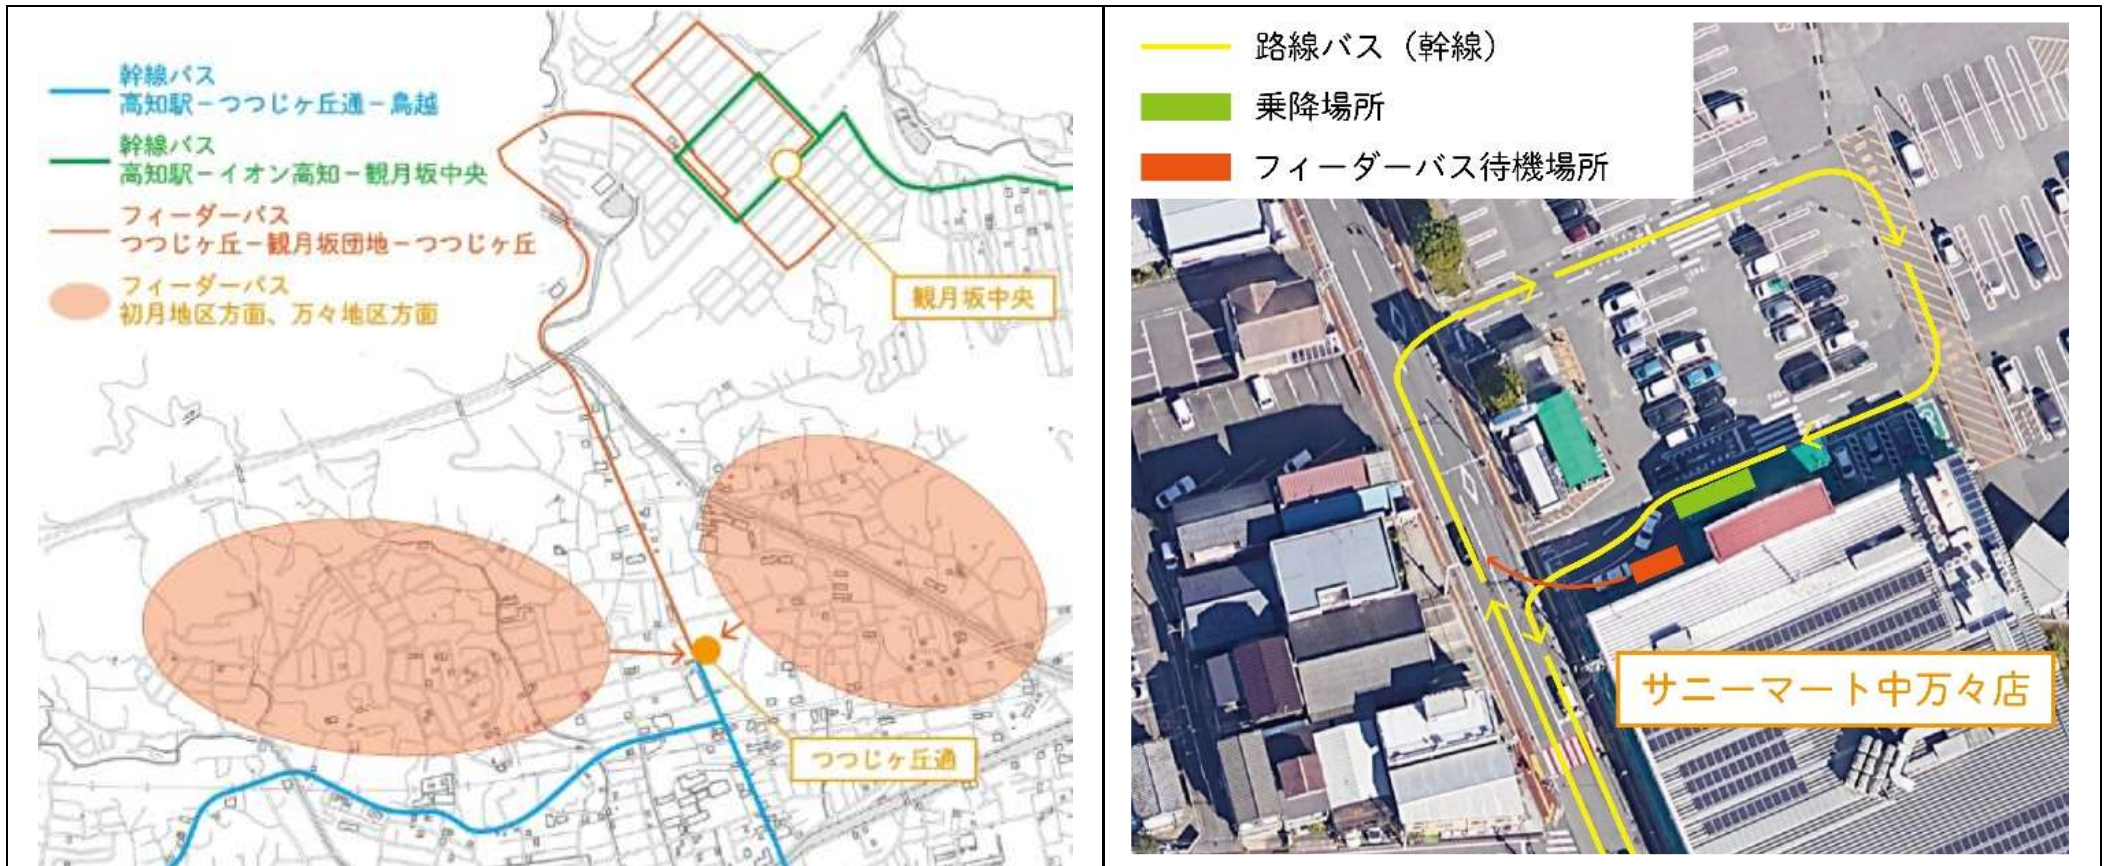 幹線バス
高知駅－つつじヶ丘通－鳥越
幹線バス
高知駅－イオン高知－観月坂中央
フィーダーバス
つつじヶ丘－観月坂団地－つつじヶ丘
フィーダーバス
初月地区方面、万々地区方面
観月坂中央
つつじヶ丘通
路線バス（幹線）
乗降場所
フィーダーバス待機場所
サニーマート中万々店